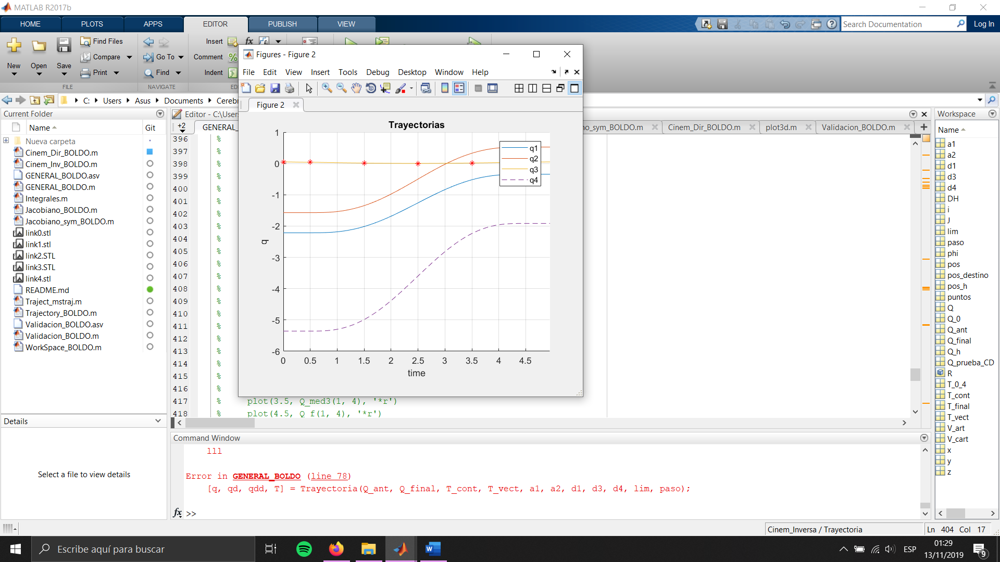 MATLAB R2017b
HOME PLOTS APPS EDITOR PUBLISH VIEW
Search Documentation
Log In
New
Open
Save
Find Files
Compare
Print
Go To
Find
Insert
Comment
Indent
FILE
NAVIGATE
C: Users Asus Documents
Current Folder
Name Git
Nueva carpeta
Cinem_Dir_BOLDO.m
Cinem_Inv_BOLDO.m
GENERAL_BOLDO.asv
GENERAL_BOLDO.m
Integrales.m
Jacobiano_BOLDO.m
Jacobiano_sym_BOLDO.m
link0.stl
link1.stl
link2.STL
link3.STL
link4.stl
README.md
Traject_mstraj.m
Trajectory_BOLDO.m
Validacion_BOLDO.asv
Validacion_BOLDO.m
WorkSpace_BOLDO.m
Details
Select a file to view details
Editor - C:\User
+2
GENERAL_
no_sym_BOLDO.m
Cinem_Dir_BOLDO.m
plot3d.m
Validacion_BOLDO.m
396 %
397 %
398 %
399 %
400 %
401 %
402 %
403 %
404 %
405 %
406 %
407 %
408 %
409 %
410 %
411 %
412 %
413 %
414 %
415 %
416 %
417 % plot(3.5, Q_med3(1, 4), '*r')
418 % plot(4.5, Q_f(1, 4), '*r')
Figures - Figure 2
File Edit View Insert Tools Debug Desktop Window Help
Figure 2
Trayectorias
1
0
-1
-2
-3
-4
-5
-6
q
0 0.5 1 1.5 2 2.5 3 3.5 4 4.5
time
q1
q2
q3
q4
Command Window
lll
Error in GENERAL_BOLDO (line 78)
[q, qd, qdd, T] = Trayectoria(Q_ant, Q_final, T_cont, T_vect, a1, a2, d1, d3, d4, lim, paso);
fx >>
Workspace
Name
a1
a2
d1
d3
d4
DH
i
J
lim
paso
phi
pos
pos_destino
pos_h
puntos
Q
Q_0
Q_ant
Q_final
Q_h
Q_prueba_CD
R
T_0_4
T_cont
T_final
T_vect
V_art
V_cart
x
y
z
Cinem_Inversa / Trayectoria
Ln 404 Col 17
Escribe aquí para buscar
ESP
01:29
13/11/2019
9